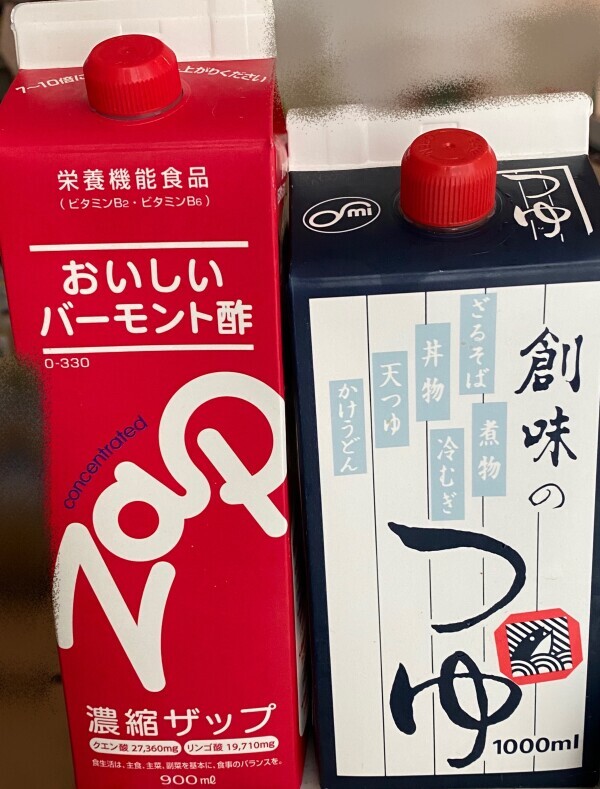 7〜10倍に
上がりください
栄養機能食品
(ビタミンB2・ビタミンB6)
おいしい
バーモント酢
O-330
concentrated
Zap
濃縮ザップ
クエン酸 27,360mg リンゴ酸 19,710mg
食生活は、主食、主菜、副菜を基本に、食事のバランスを。
900mℓ
つゆ
mi
創味の
つゆ
ざるそば
丼物
天つゆ
かけうどん
煮物
冷むぎ
1000ml